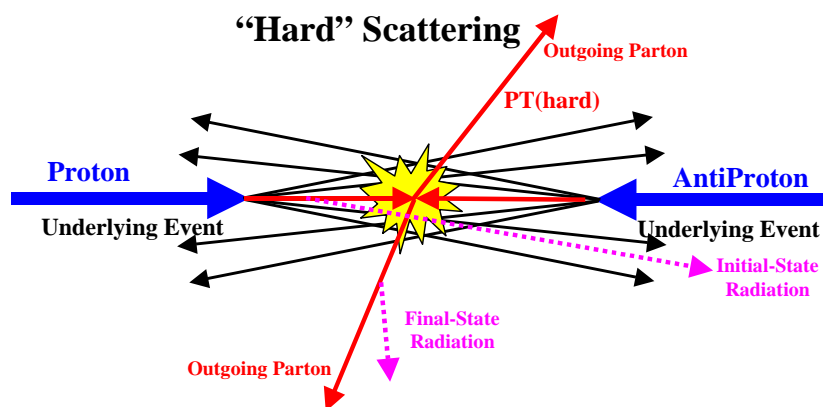 “Hard” Scattering
Outgoing Parton
PT(hard)
Proton
AntiProton
Underlying Event
Underlying Event
Initial-State
Radiation
Final-State
Radiation
Outgoing Parton